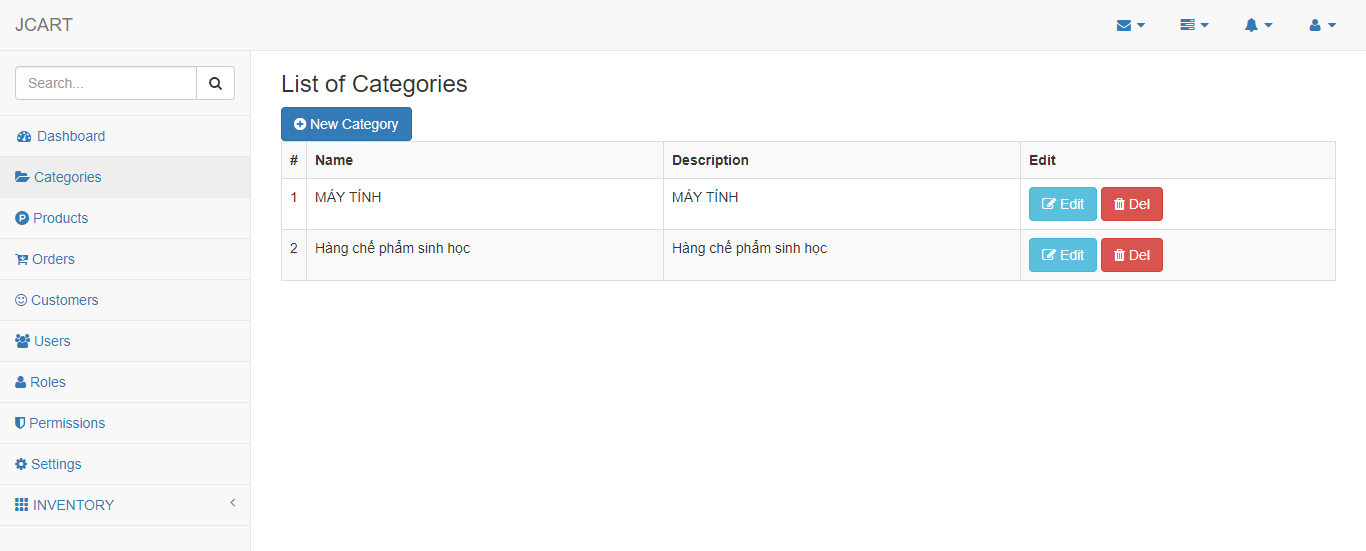 JCART
Search...
Dashboard
Categories
Products
Orders
Customers
Users
Roles
Permissions
Settings
INVENTORY
List of Categories
New Category
# Name Description Edit
1 MÁY TÍNH MÁY TÍNH Edit Del
2 Hàng chế phẩm sinh học Hàng chế phẩm sinh học Edit Del